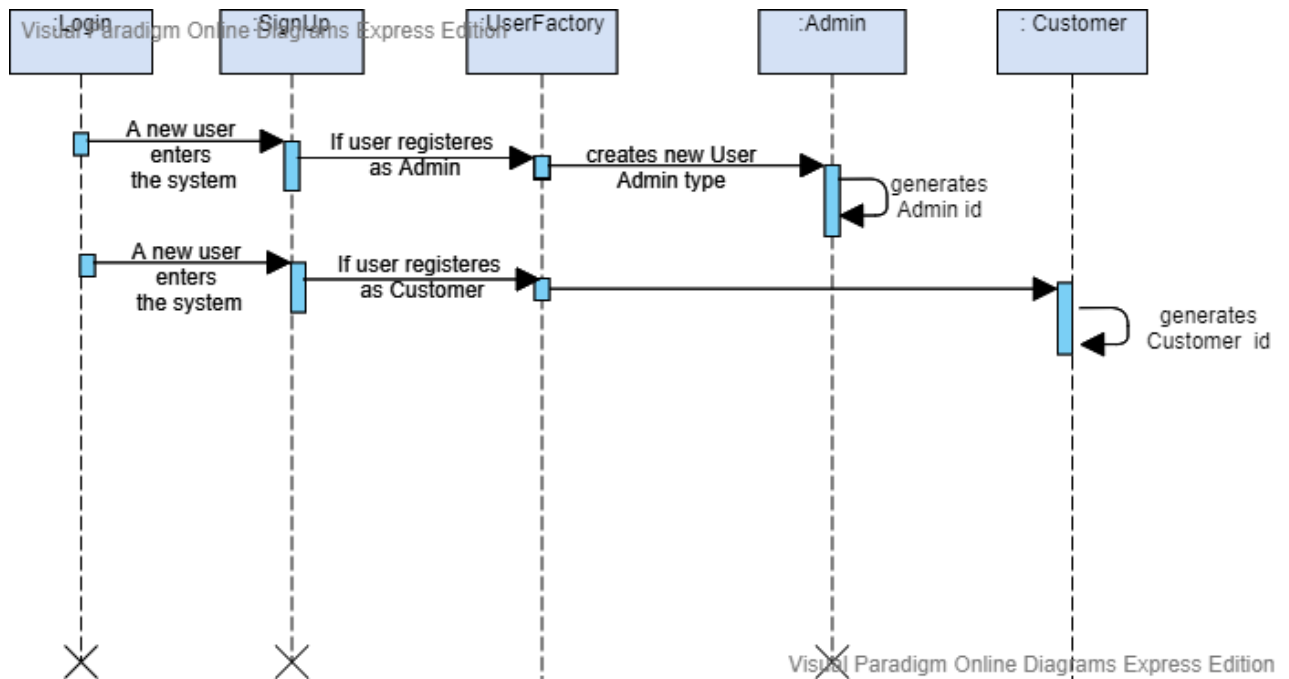 :Login
:SignUp
:UserFactory
:Admin
: Customer
Visual Paradigm Online Diagrams Express Edition
A new user
enters
the system
If user registeres
as Admin
creates new User
Admin type
generates
Admin id
A new user
enters
the system
If user registeres
as Customer
generates
Customer id
Visual Paradigm Online Diagrams Express Edition